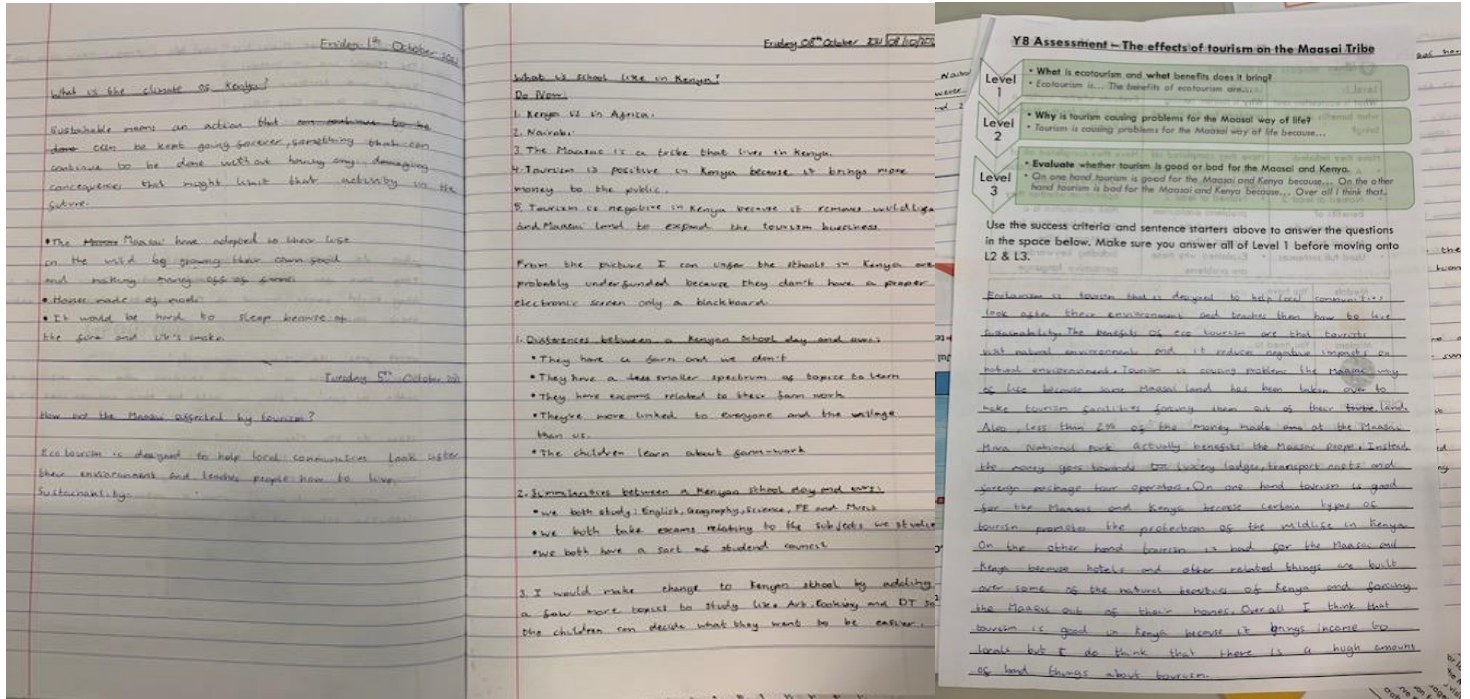 Friday 1st October 2021
What is the climate of Kenya?
Sustainable means an action that can continue to be
done can be kept going forever, something that can
continue to be done without having any damaging
conceqences that might limit that activity in the
future.
• The Maasai Maasai have adopted to their life
in the wild by growing their own food
and making money off of farms.
• House made of mud.
• It would be hard to sleep because of
the fire and it's smoke.
Tuesday 5th October 2021
How are the Maasai affected by tourism?
Ecotourism is designed to help local communities look after
their environment and teaches people how to live
sustainability.
Friday 08th October
What is school like in Kenya?
Do Now:
1. Kenya is in Africa.
2. Nairobi.
3. The Maasai is a tribe that lives in Kenya.
4. Tourism is positive in Kenya because it brings more
money to the public.
5. Tourism is negative in Kenya because it removes wildlife
and Maasai land to expand the tourism business.
From the picture I can infer the schools in Kenya are
probably underfunded because they don't have a proper
electronic screen only a blackboard.
1. Differences between a Kenyan school day and ours:
• They have a farm and we don't
• They have a less smaller spectrum of topics to learn
• They have exams related to their farm work
• They're more linked to everyone and the village
than us.
• The children learn about farm-work
2. Simmilarities between a Kenyan school day and ours:
• we both study: English, Geography, Science, PE and Music
• we both take exams relating to the subjects we studied
• we both have a sort of studend council
3. I would make change to Kenyan school by adding
a few more topics to study like Art, Cooking and DT so
the children can decide what they want to be easier.
Y8 Assessment – The effects of tourism on the Maasai Tribe
Level 1
• What is ecotourism and what benefits does it bring?
• Ecotourism is... The benefits of ecotourism are...
Level 2
• Why is tourism causing problems for the Maasai way of life?
• Tourism is causing problems for the Maasai way of life because...
Level 3
• Evaluate whether tourism is good or bad for the Maasai and Kenya.
• On one hand tourism is good for the Maasai and Kenya because... On the other
hand tourism is bad for the Maasai and Kenya because... Over all I think that.
Use the success criteria and sentence starters above to answer the questions
in the space below. Make sure you answer all of Level 1 before moving onto
L2 & L3.
Ecotourism is tourism that is designed to help local communities
look after their environment and teaches them how to live
sustainability. The benefits of eco tourism are that tourists
visit natural environment and it reduces negative impacts on
natural environment. Tourism is causing problems the Maasai way
of life because some Maasai land has been taken over to
make tourism facilities forcing them out of their land.
Also, less than 2% of the money made at the Maasai
Mara National Park actually benefits the Maasai people. Instead
the money goes towards luxury lodges, transport costs and
foreign package tour operators. On one hand tourism is good
for the Maasai and Kenya because certain types of
tourism promotes the protection of the wildlife in Kenya
On the other hand tourism is bad for the Maasai and
Kenya because hotels and other related things are built
over some of the natural beauties of Kenya and forcing
the Maasai out of their homes. Overall I think that
tourism is good in Kenya because it brings income to
locals but I do think that there is a hugh amounts
of bad things about tourism.